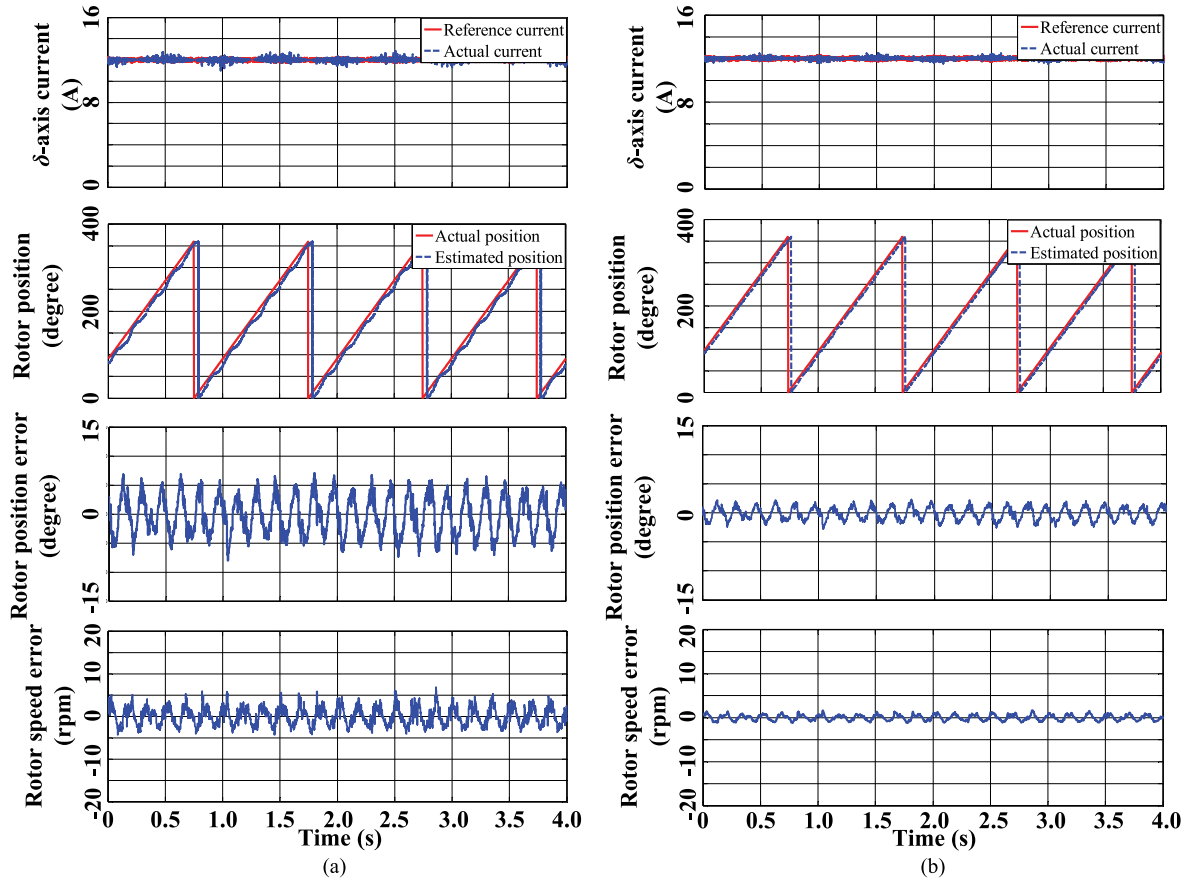 16
8
0
δ-axis current
(A)
Reference current
Actual current
400
200
0
Rotor position
(degree)
Actual position
Estimated position
15
0
-15
Rotor position error
(degree)
20
10
0
-10
-20
Rotor speed error
(rpm)
0 0.5 1.0 1.5 2.0 2.5 3.0 3.5 4.0
Time (s)
(a)
16
8
0
δ-axis current
(A)
Reference current
Actual current
400
200
0
Rotor position
(degree)
Actual position
Estimated position
15
0
-15
Rotor position error
(degree)
20
10
0
-10
-20
Rotor speed error
(rpm)
0 0.5 1.0 1.5 2.0 2.5 3.0 3.5 4.0
Time (s)
(b)